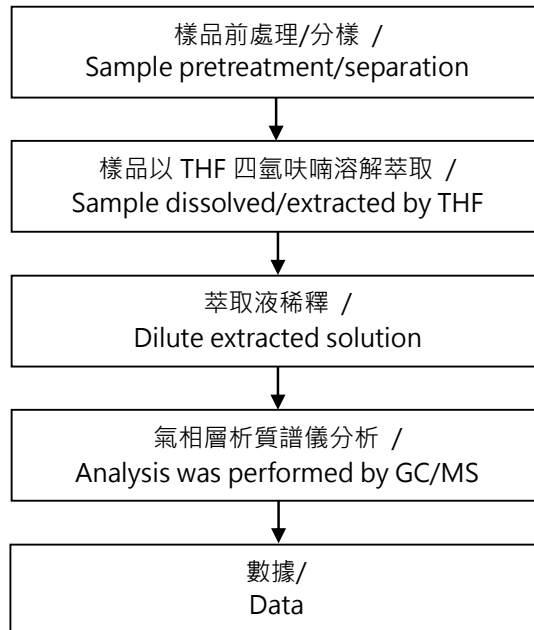 樣品前處理/分樣 /
Sample pretreatment/separation
樣品以 THF 四氫呋喃溶解萃取 /
Sample dissolved/extracted by THF
萃取液稀釋 /
Dilute extracted solution
氣相層析質譜儀分析 /
Analysis was performed by GC/MS
數據/
Data